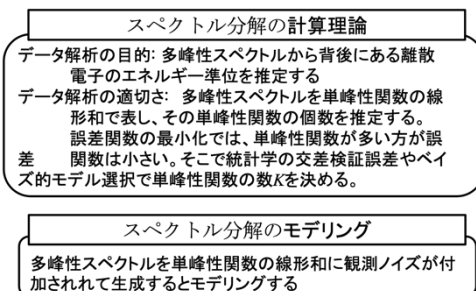 スペクトル分解の計算理論
データ解析の目的: 多峰性スペクトルから背後にある離散
電子のエネルギー準位を推定する
データ解析の適切さ: 多峰性スペクトルを単峰性関数の線
形和で表し、その単峰性関数の個数を推定する。
誤差関数の最小化では、単峰性関数が多い方が誤
差 関数は小さい。そこで統計学の交差検証誤差やベイ
ズ的モデル選択で単峰性関数の数Kを決める。
スペクトル分解のモデリング
多峰性スペクトルを単峰性関数の線形和に観測ノイズが付
加されれて生成するとモデリングする